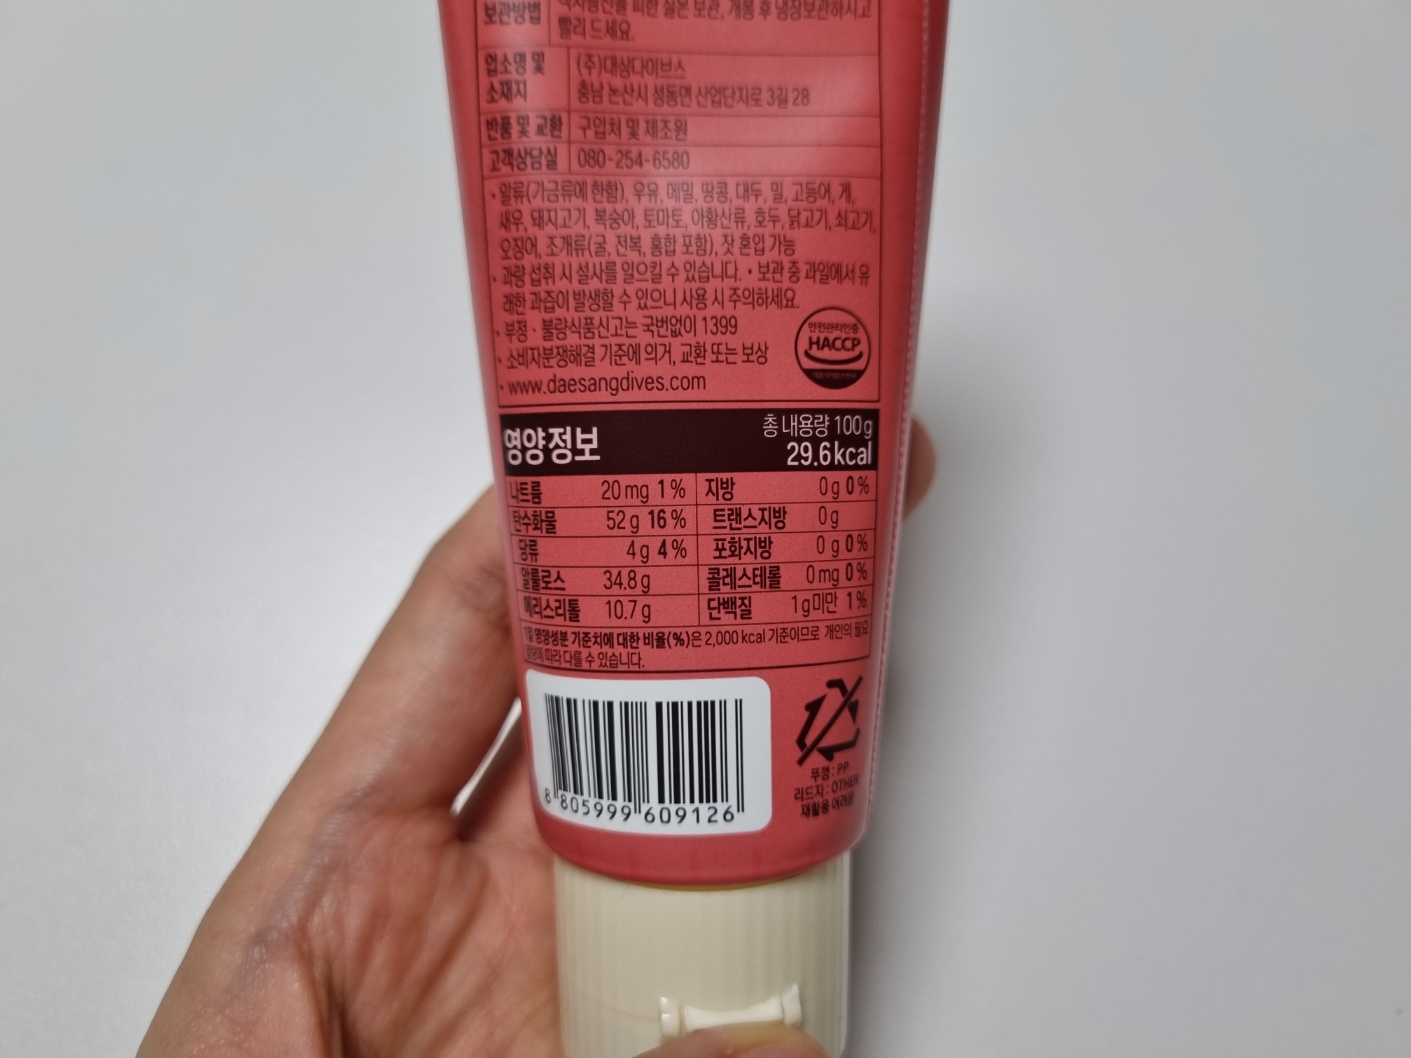 보관방법
직사광선을 피한 실온 보관, 개봉 후 냉장보관하시고
빨리 드세요.
업소명 및
소재지
(주)대상다이브스
충남 논산시 성동면 산업단지로 3길 28
반품 및 교환 구입처 및 제조원
고객상담실 080-254-6580
· 알류(가금류에 한함), 우유, 메밀, 땅콩, 대두, 밀, 고등어, 게,
새우, 돼지고기, 복숭아, 토마토, 아황산류, 호두, 닭고기, 쇠고기,
오징어, 조개류(굴, 전복, 홍합 포함), 잣 혼입 가능
· 과량 섭취 시 설사를 일으킬 수 있습니다. · 보관 중 과일에서 유
래한 과즙이 발생할 수 있으니 사용 시 주의하세요.
· 부정 · 불량식품신고는 국번없이 1399
· 소비자분쟁해결 기준에 의거, 교환 또는 보상
· www.daesangdives.com
안전관리인증
HACCP
영양정보
총 내용량 100g
29.6kcal
나트륨 20mg 1% 지방 0g 0%
탄수화물 52g 16% 트랜스지방 0g
당류 4g 4% 포화지방 0g 0%
알룰로스 34.8g 콜레스테롤 0mg 0%
에리스리톨 10.7g 단백질 1g미만 1%
1일 영양성분 기준치에 대한 비율(%)은 2,000kcal 기준이므로 개인의 필요
열량에 따라 다를 수 있습니다.
8 805999 609126
뚜껑 : PP
리드지 : OTHER
재활용 어려움